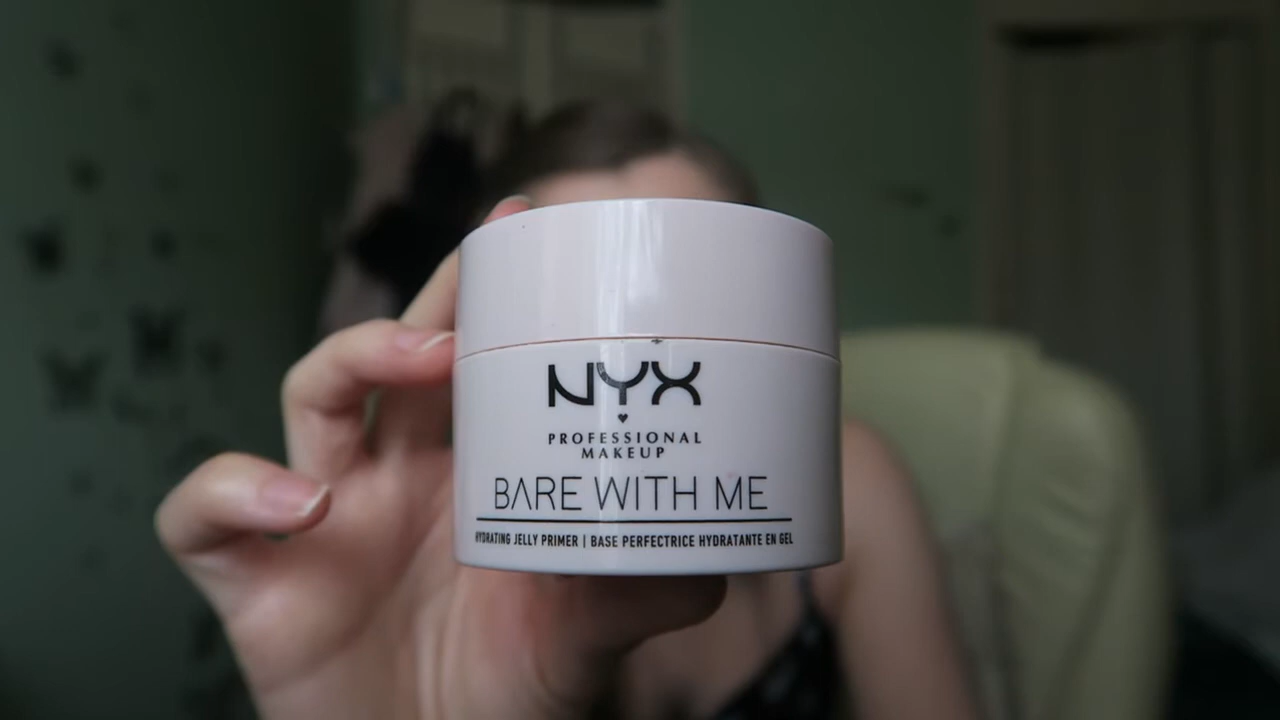 NYX
PROFESSIONAL
MAKEUP
BARE WITH ME
HYDRATING JELLY PRIMER | BASE PERFECTRICE HYDRATANTE EN GEL